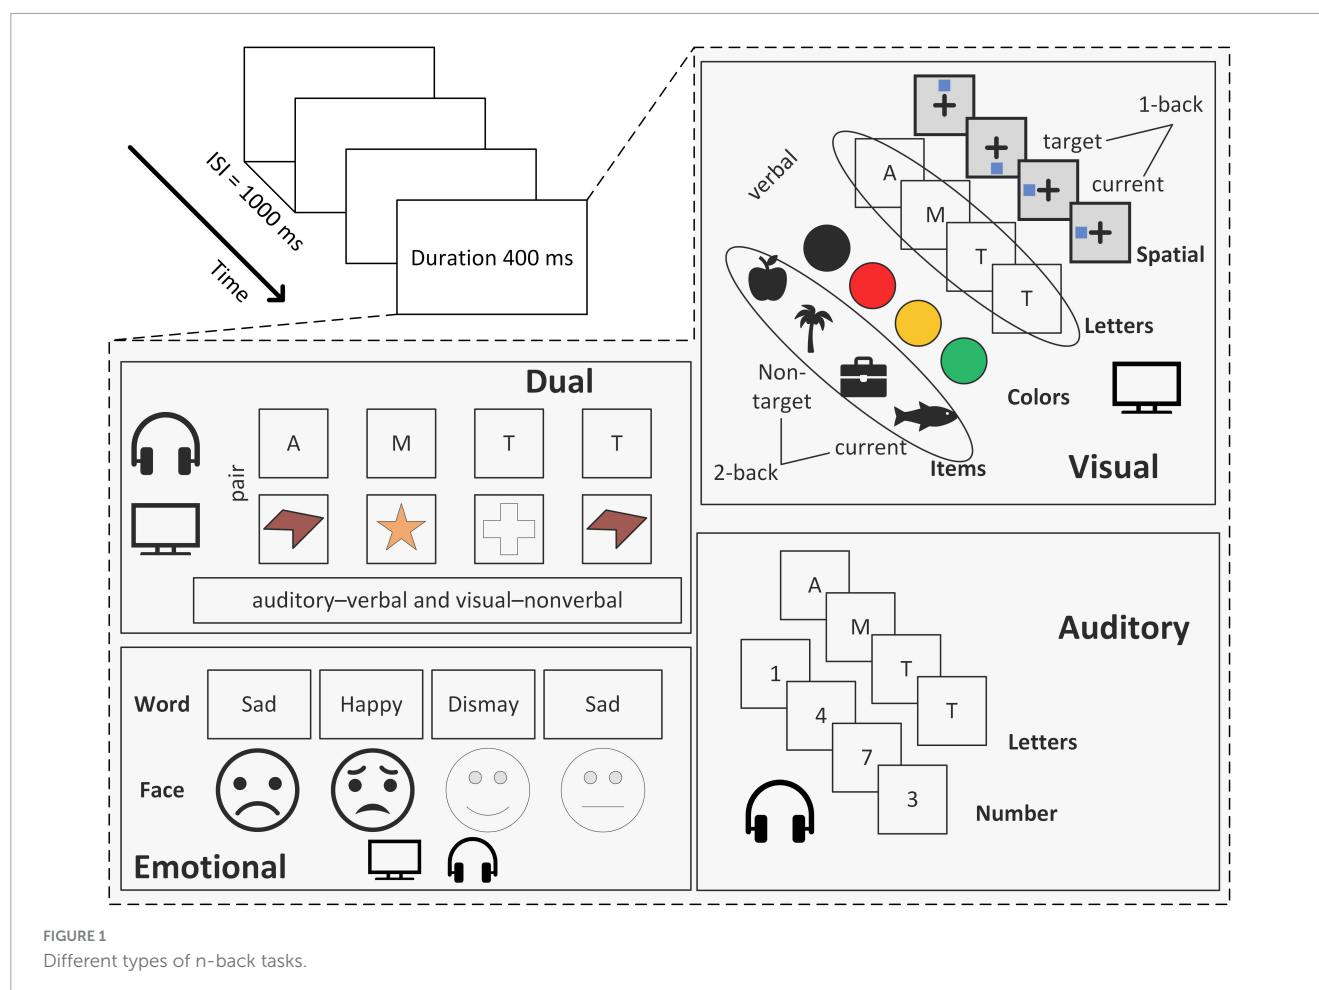 ISI = 1000 ms
Time
Duration 400 ms
1-back
target
current
verbal
A
M
T
T
Spatial
Letters
Colors
Non-
target
current
2-back
Items
Visual
Dual
pair
A M T T
auditory–verbal and visual–nonverbal
Word Sad Happy Dismay Sad
Face
Emotional
Auditory
A
M
T
T
Letters
1
4
7
3
Number
FIGURE 1
Different types of n-back tasks.